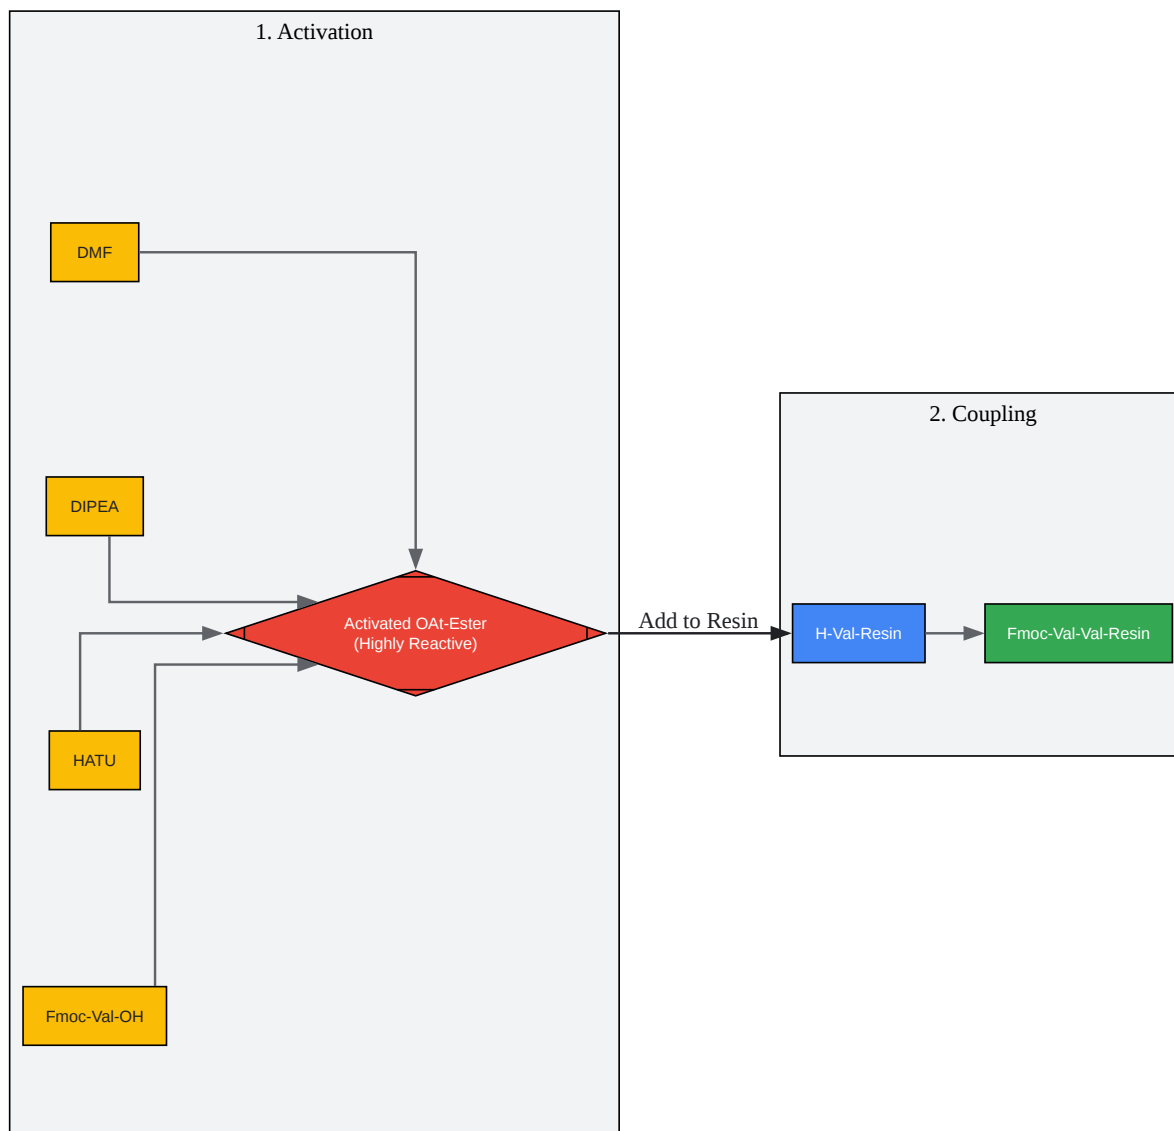 1. Activation
DMF
DIPEA
HATU
Fmoc-Val-OH
Activated OAt-Ester
(Highly Reactive)
Add to Resin
2. Coupling
H-Val-Resin
Fmoc-Val-Val-Resin